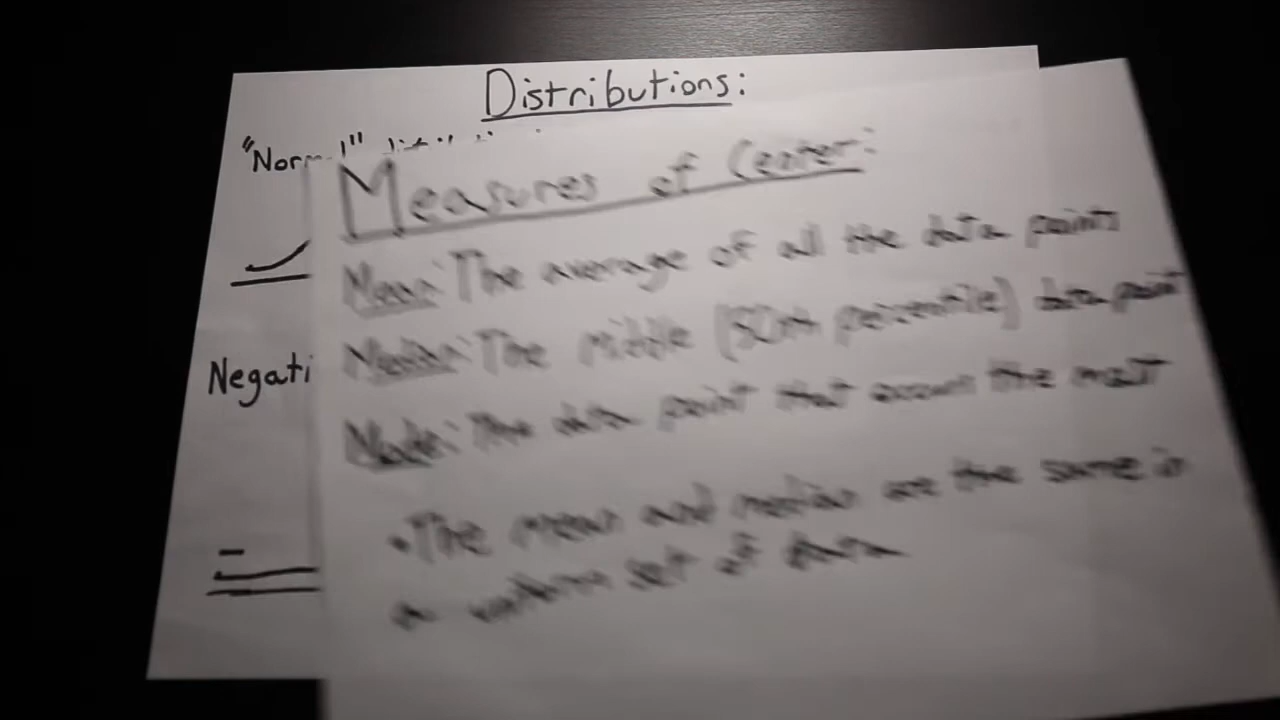 Distributions:
"Normal"
Measures of Center:
Mean: The average of all the data points
Median: The middle (50th percentile) data point
Mode: The data point that occurs the most
• The mean and median are the same in
a uniform set of data
Negati